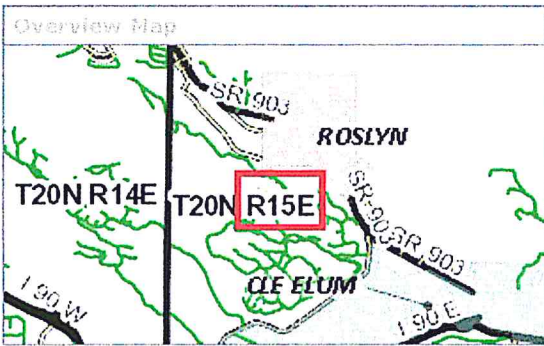 Overview Map
SR 903
ROSLYN
T20N R14E
T20N R15E
SR-903
SR 903
CLE ELUM
I 90 W
I 90 E